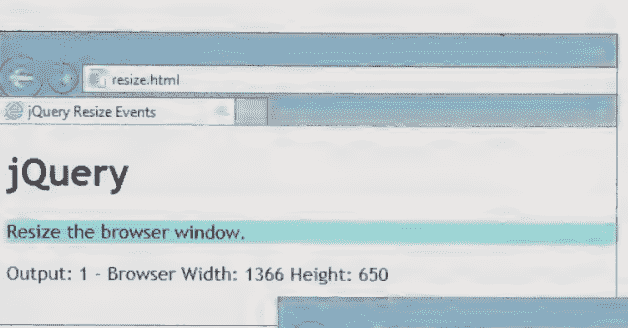 resize.html
jQuery Resize Events
jQuery
Resize the browser window.
Output: 1 - Browser Width: 1366 Height: 650